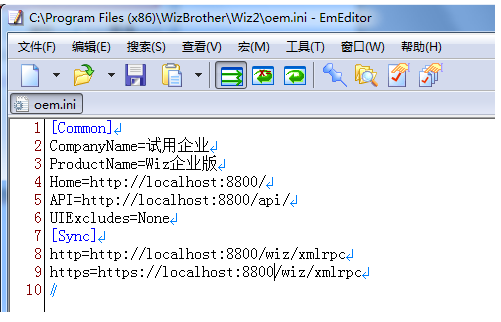 C:\Program Files (x86)\WizBrother\Wiz2\oem.ini - EmEditor
文件(F) 编辑(E) 搜索(S) 查看(V) 宏(M) 工具(T) 窗口(W) 帮助(H)
oem.ini
1 [Common]
2 CompanyName=试用企业
3 ProductName=Wiz企业版
4 Home=http://localhost:8800/
5 API=http://localhost:8800/api/
6 UIExcludes=None
7 [Sync]
8 http=http://localhost:8800/wiz/xmlrpc
9 https=https://localhost:8800/wiz/xmlrpc
10